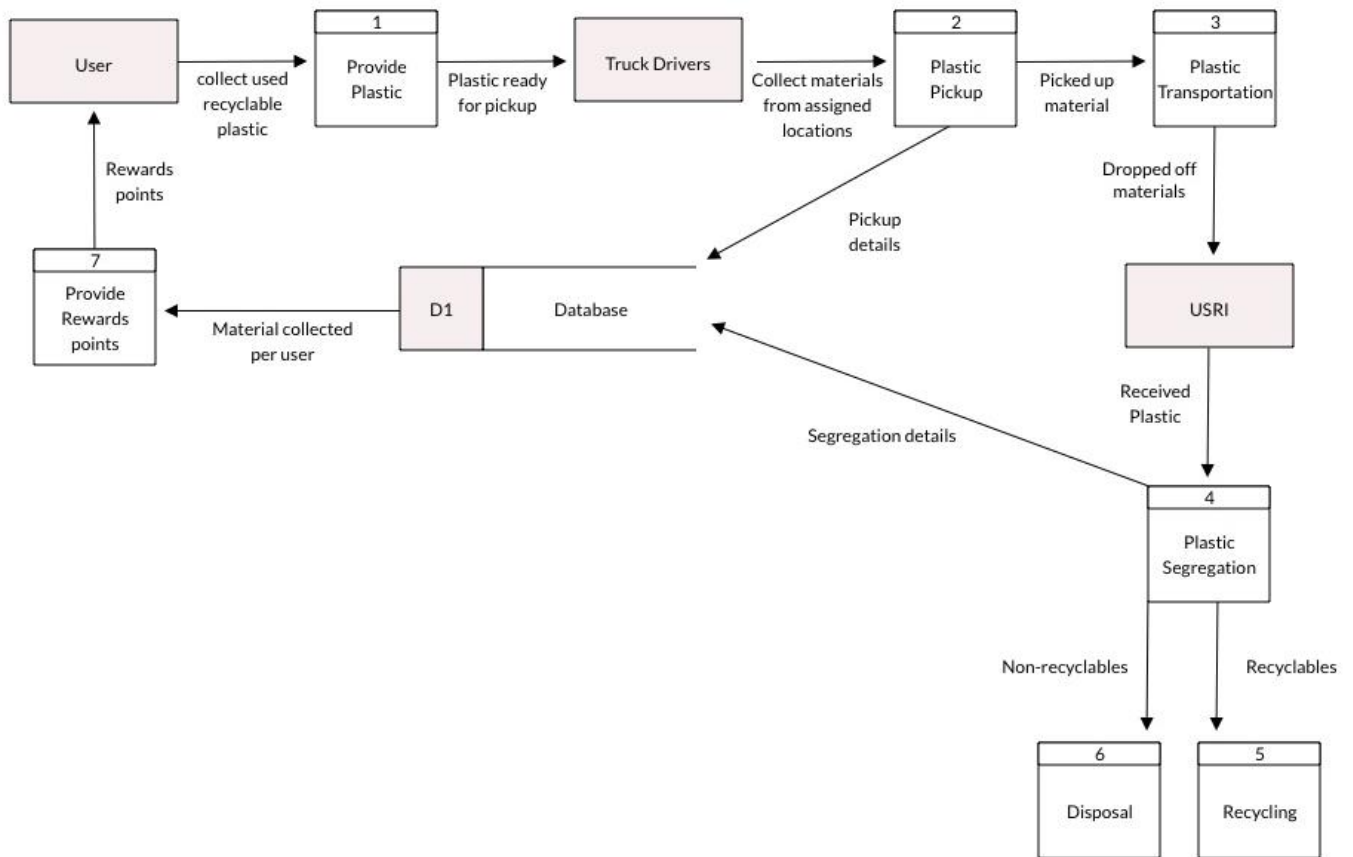 1
2
3
User
collect used
recyclable
plastic
Provide
Plastic
Plastic ready
for pickup
Truck Drivers
Collect materials
from assigned
locations
Plastic
Pickup
Picked up
material
Plastic
Transportation
Rewards
points
Dropped off
materials
Pickup
details
7
Provide
Rewards
points
Material collected
per user
D1
Database
USRI
Received
Plastic
Segregation details
4
Plastic
Segregation
Non-recyclables
Recyclables
6
Disposal
5
Recycling